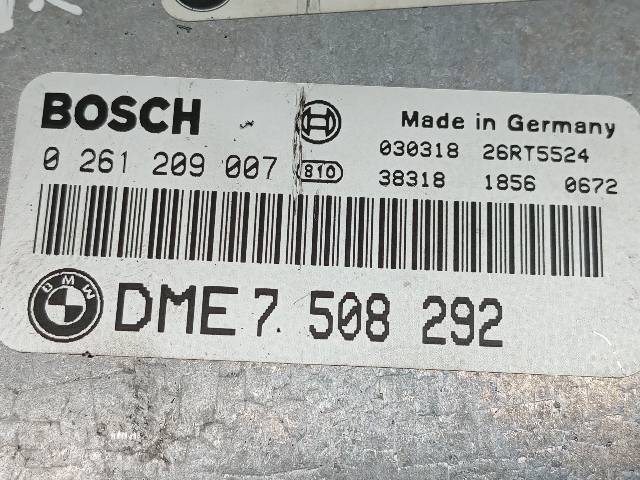 BOSCH Made in Germany
030318 26RT5524
0 261 209 007 810 38318 1856 0672
BMW DME 7. 508 292